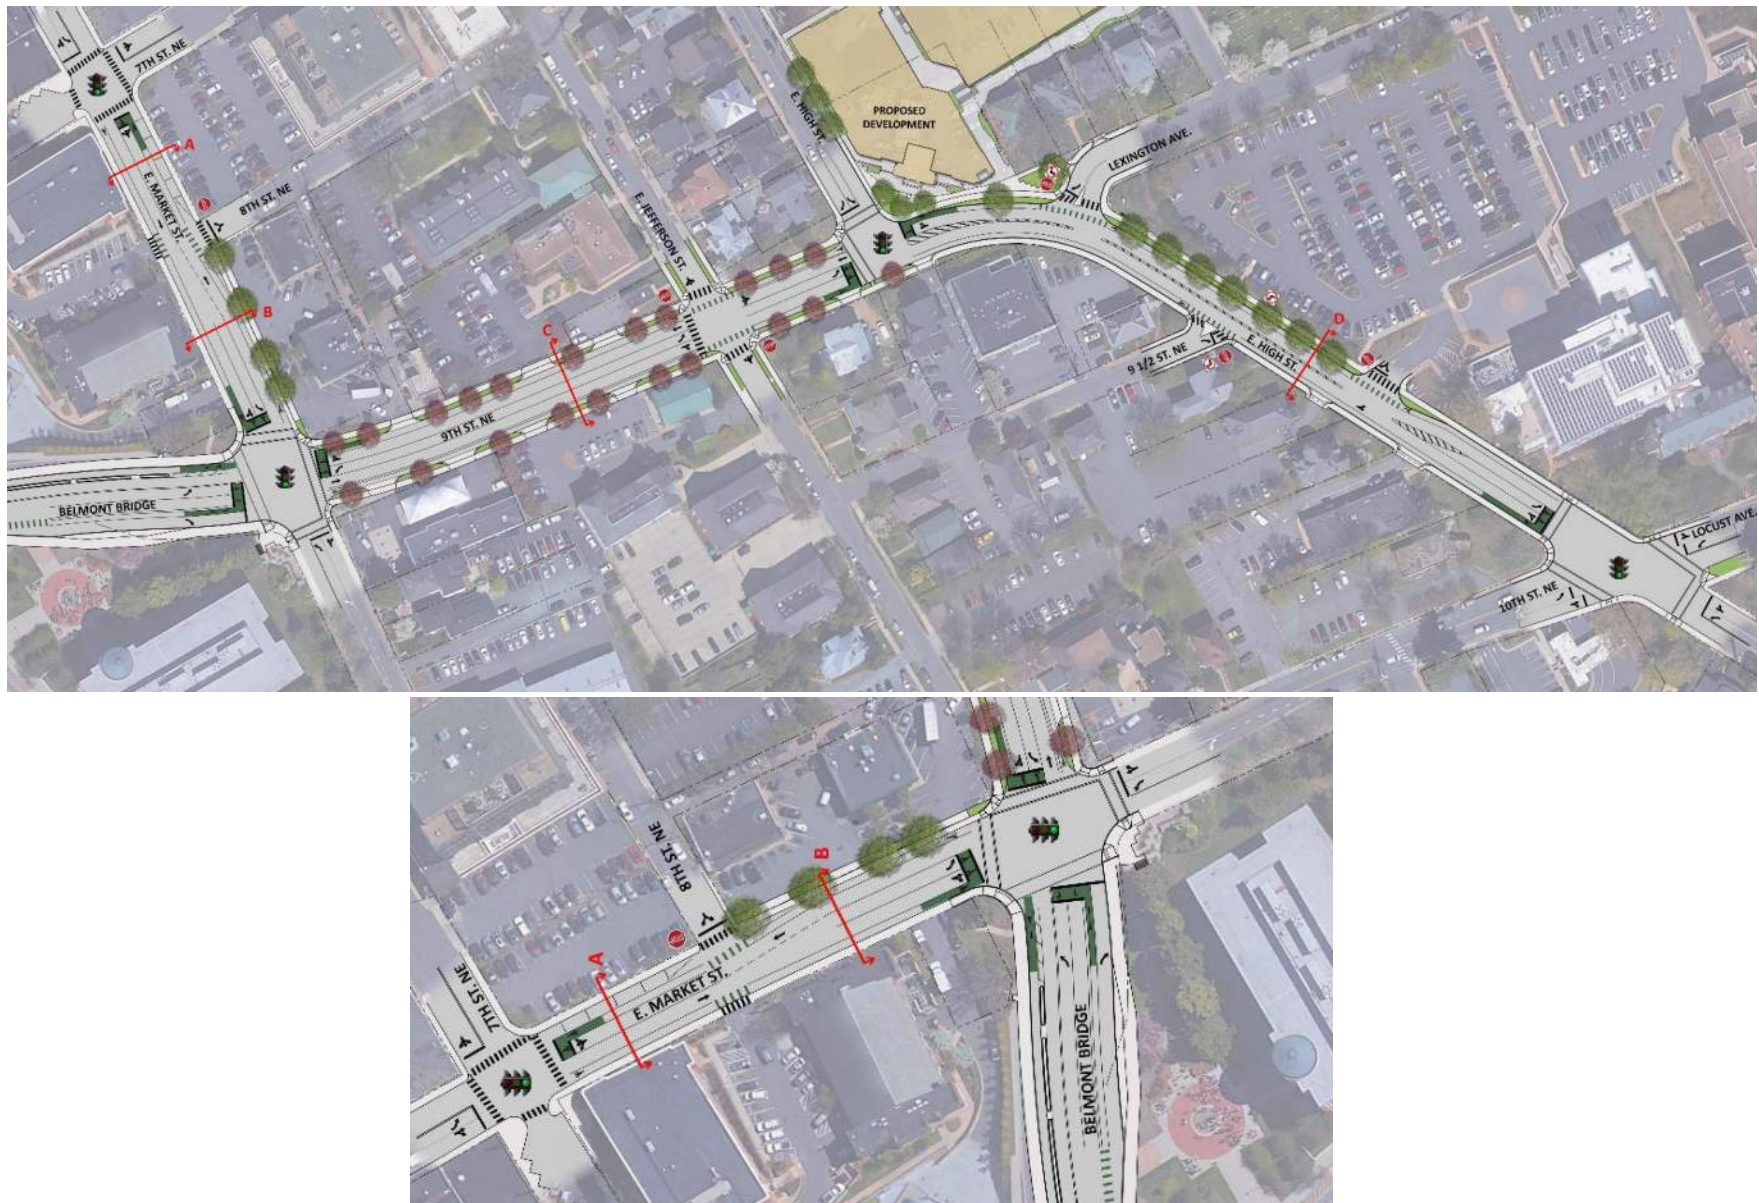 7TH ST. NE
A
8TH ST. NE
E. MARKET ST.
B
E. JEFFERSON ST.
E. HIGH ST.
PROPOSED
DEVELOPMENT
LEXINGTON AVE.
C
9TH ST. NE
D
9 1/2 ST. NE
E. HIGH ST.
BELMONT BRIDGE
LOCUST AVE.
10TH ST. NE
8TH ST. NE
B
A
7TH ST. NE
E. MARKET ST.
BELMONT BRIDGE